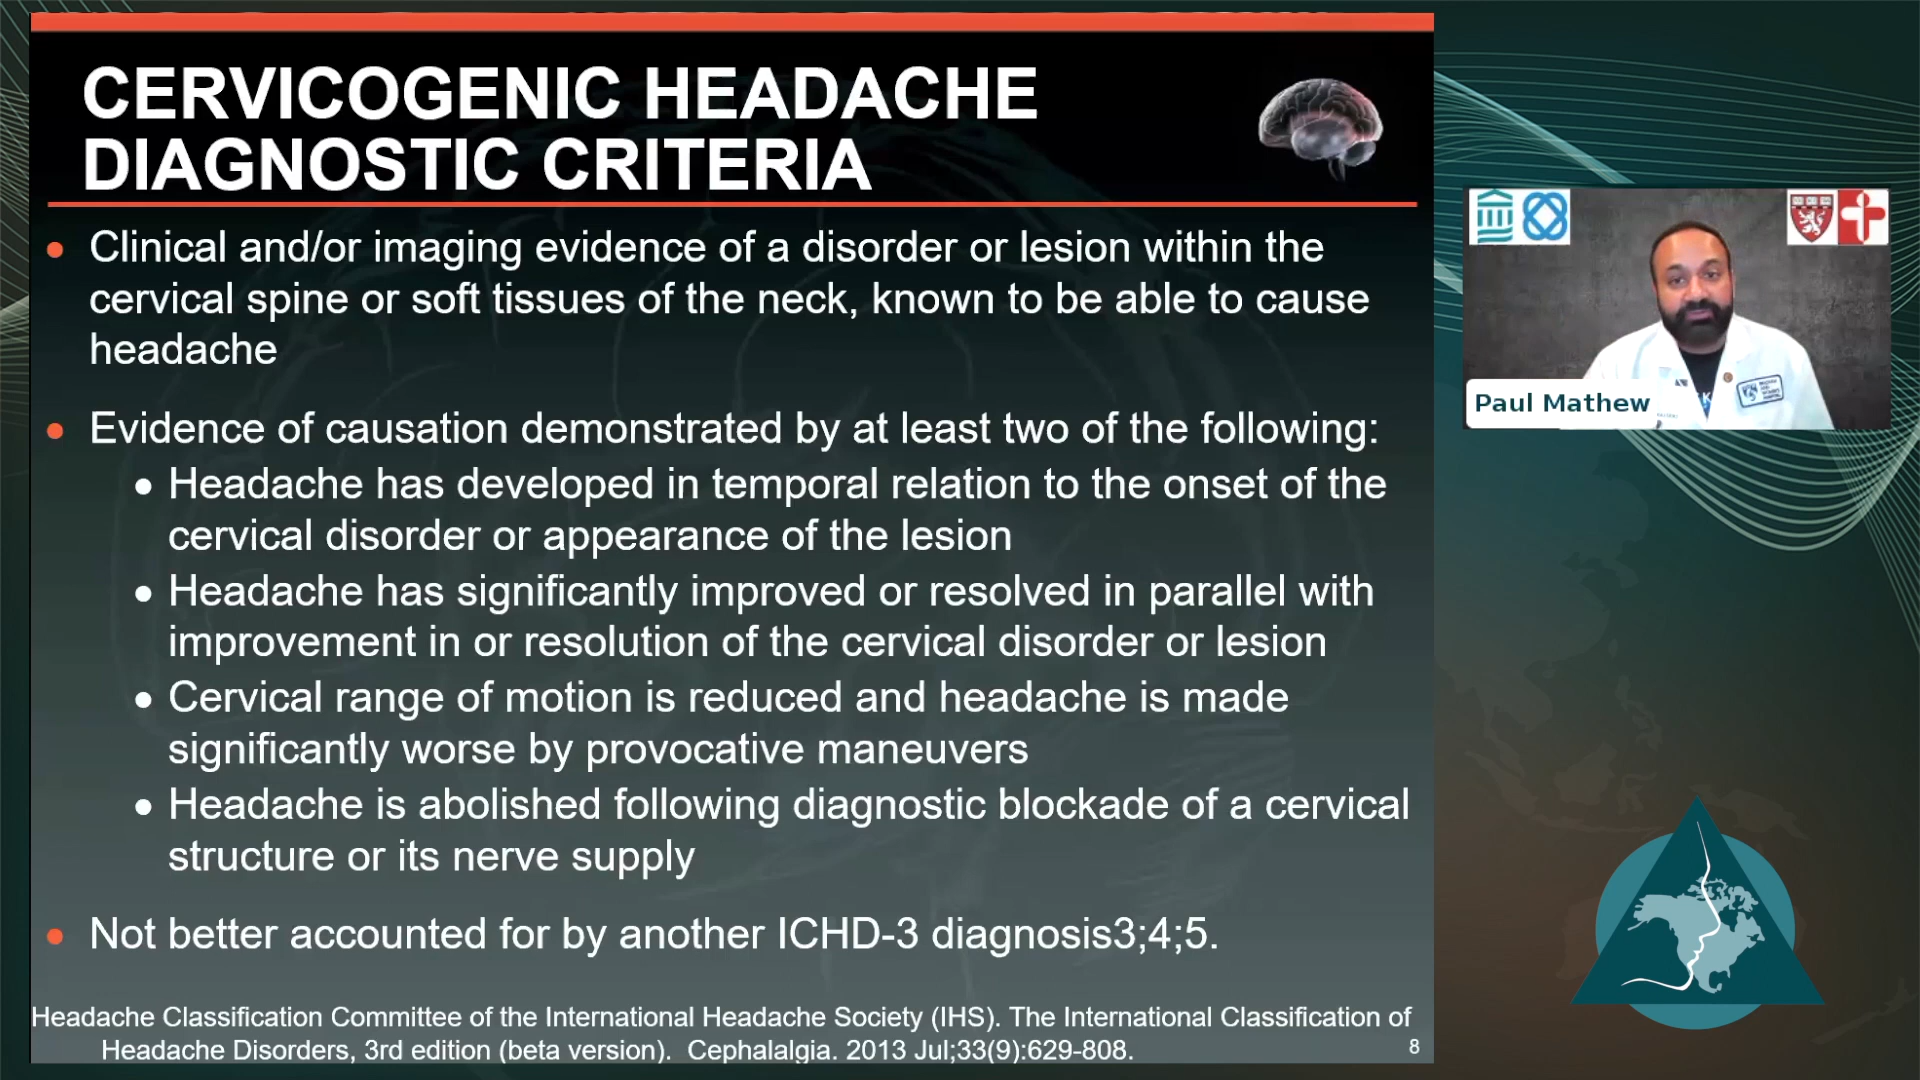 CERVICOGENIC HEADACHE
DIAGNOSTIC CRITERIA
• Clinical and/or imaging evidence of a disorder or lesion within the
cervical spine or soft tissues of the neck, known to be able to cause
headache
• Evidence of causation demonstrated by at least two of the following:
• Headache has developed in temporal relation to the onset of the
cervical disorder or appearance of the lesion
• Headache has significantly improved or resolved in parallel with
improvement in or resolution of the cervical disorder or lesion
• Cervical range of motion is reduced and headache is made
significantly worse by provocative maneuvers
• Headache is abolished following diagnostic blockade of a cervical
structure or its nerve supply
• Not better accounted for by another ICHD-3 diagnosis3;4;5.
Headache Classification Committee of the International Headache Society (IHS). The International Classification of
Headache Disorders, 3rd edition (beta version).  Cephalalgia. 2013 Jul;33(9):629-808.
8
Paul Mathew